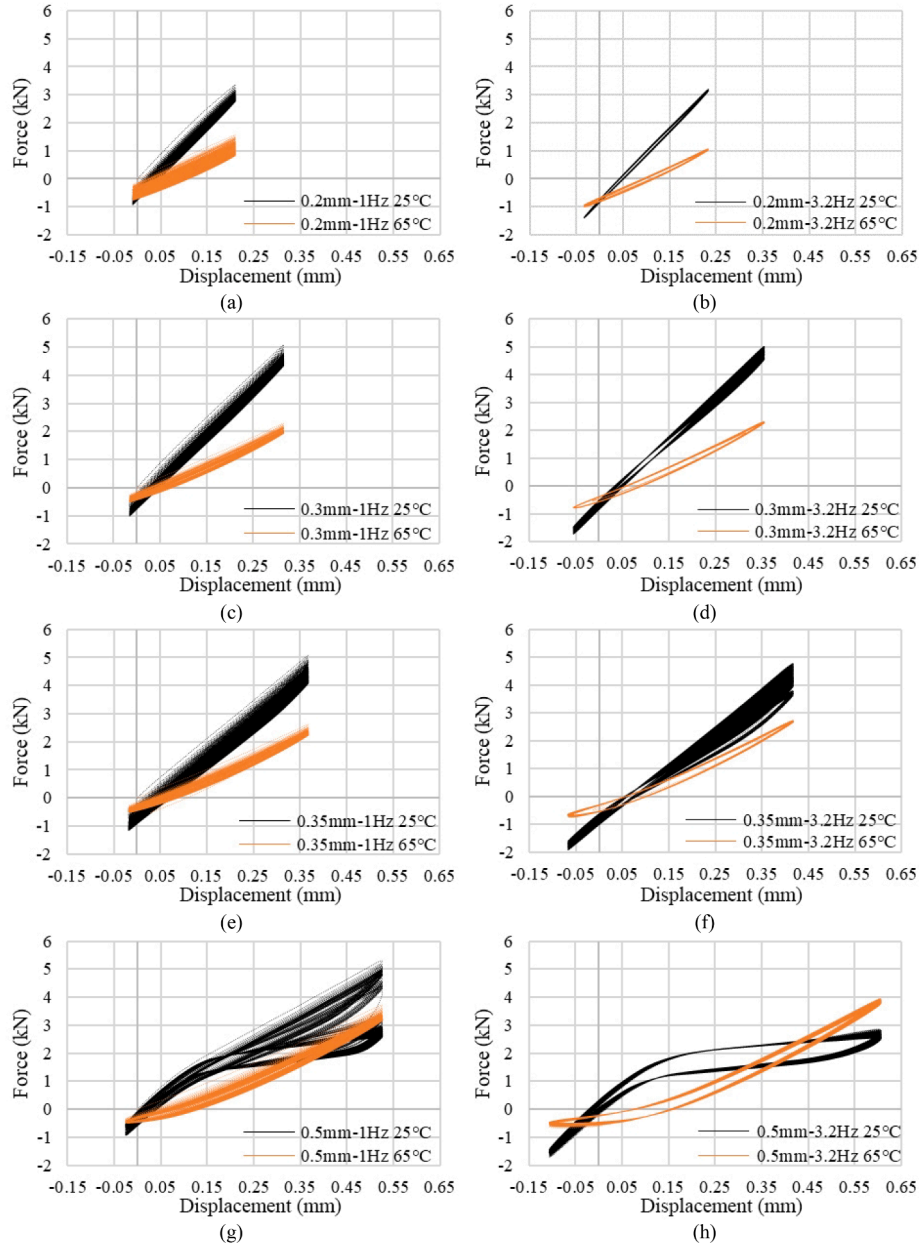 6
5
4
3
2
1
0
-1
-2
Force (kN)
0.2mm-1Hz 25℃
0.2mm-1Hz 65℃
-0.15 -0.05 0.05 0.15 0.25 0.35 0.45 0.55 0.65
Displacement (mm)
(a)
6
5
4
3
2
1
0
-1
-2
Force (kN)
0.2mm-3.2Hz 25℃
0.2mm-3.2Hz 65℃
-0.15 -0.05 0.05 0.15 0.25 0.35 0.45 0.55 0.65
Displacement (mm)
(b)
6
5
4
3
2
1
0
-1
-2
Force (kN)
0.3mm-1Hz 25℃
0.3mm-1Hz 65℃
-0.15 -0.05 0.05 0.15 0.25 0.35 0.45 0.55 0.65
Displacement (mm)
(c)
6
5
4
3
2
1
0
-1
-2
Force (kN)
0.3mm-3.2Hz 25℃
0.3mm-3.2Hz 65℃
-0.15 -0.05 0.05 0.15 0.25 0.35 0.45 0.55 0.65
Displacement (mm)
(d)
6
5
4
3
2
1
0
-1
-2
Force (kN)
0.35mm-1Hz 25℃
0.35mm-1Hz 65℃
-0.15 -0.05 0.05 0.15 0.25 0.35 0.45 0.55 0.65
Displacement (mm)
(e)
6
5
4
3
2
1
0
-1
-2
Force (kN)
0.35mm-3.2Hz 25℃
0.35mm-3.2Hz 65℃
-0.15 -0.05 0.05 0.15 0.25 0.35 0.45 0.55 0.65
Displacement (mm)
(f)
6
5
4
3
2
1
0
-1
-2
Force (kN)
0.5mm-1Hz 25℃
0.5mm-1Hz 65℃
-0.15 -0.05 0.05 0.15 0.25 0.35 0.45 0.55 0.65
Displacement (mm)
(g)
6
5
4
3
2
1
0
-1
-2
Force (kN)
0.5mm-3.2Hz 25℃
0.5mm-3.2Hz 65℃
-0.15 -0.05 0.05 0.15 0.25 0.35 0.45 0.55 0.65
Displacement (mm)
(h)